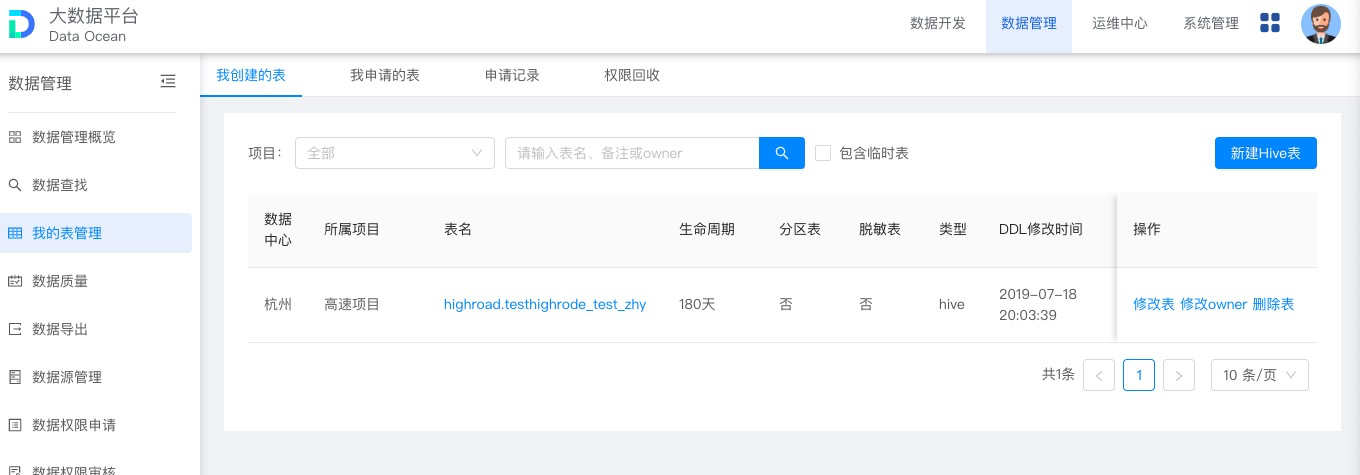 大数据平台
Data Ocean
数据开发 数据管理 运维中心 系统管理
数据管理
我创建的表 我申请的表 申请记录 权限回收
数据管理概览
数据查找
我的表管理
数据质量
数据导出
数据源管理
数据权限申请
数据权限审核
项目： 全部 请输入表名、备注或owner 包含临时表 新建Hive表
数据中心 所属项目 表名 生命周期 分区表 脱敏表 类型 DDL修改时间 操作
杭州 高速项目 highroad.testhighrode_test_zhy 180天 否 否 hive 2019-07-18 20:03:39 修改表 修改owner 删除表
共1条 < 1 > 10 条/页